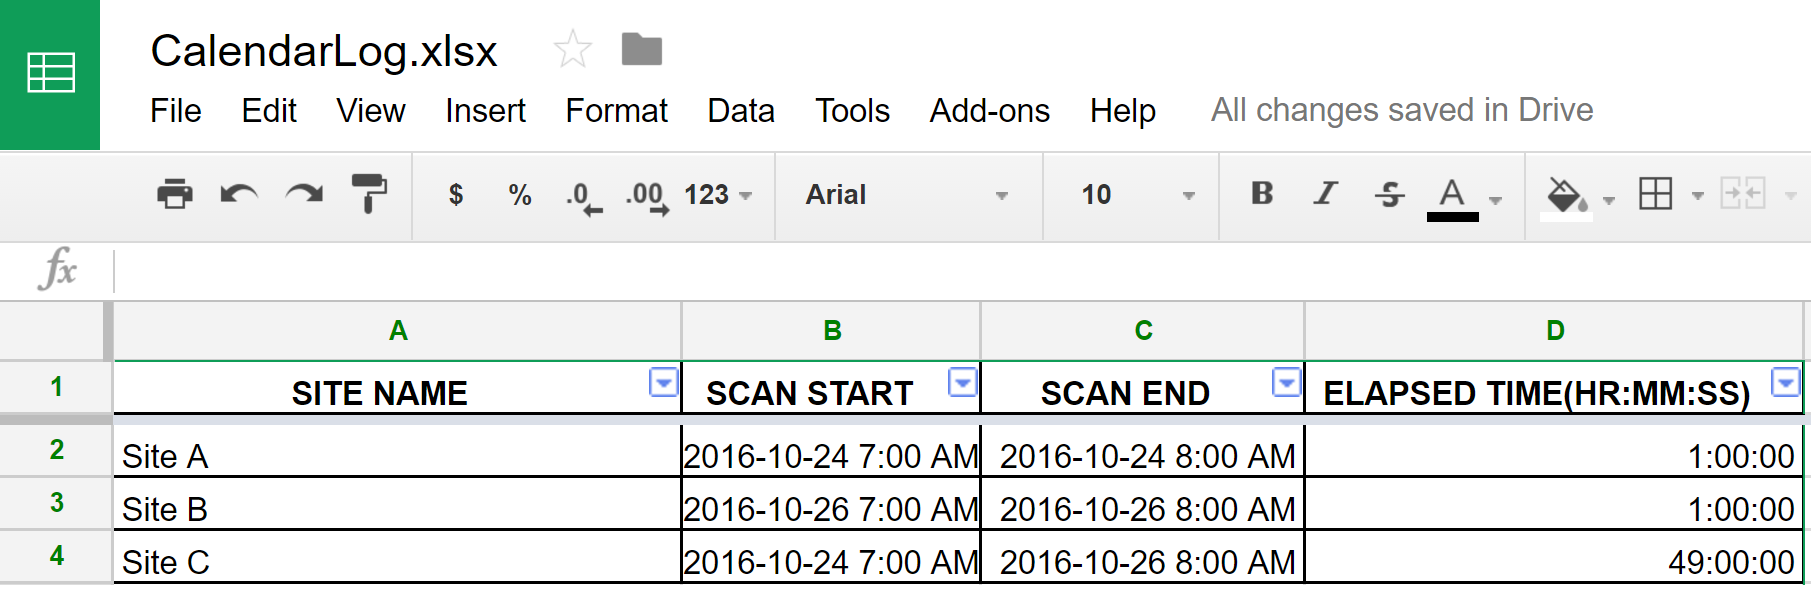 CalendarLog.xlsx
File Edit View Insert Format Data Tools Add-ons Help All changes saved in Drive
$ % .0 .00 123 Arial 10 B I S A
fx
A B C D
1 SITE NAME SCAN START SCAN END ELAPSED TIME(HR:MM:SS)
2 Site A 2016-10-24 7:00 AM 2016-10-24 8:00 AM 1:00:00
3 Site B 2016-10-26 7:00 AM 2016-10-26 8:00 AM 1:00:00
4 Site C 2016-10-24 7:00 AM 2016-10-26 8:00 AM 49:00:00